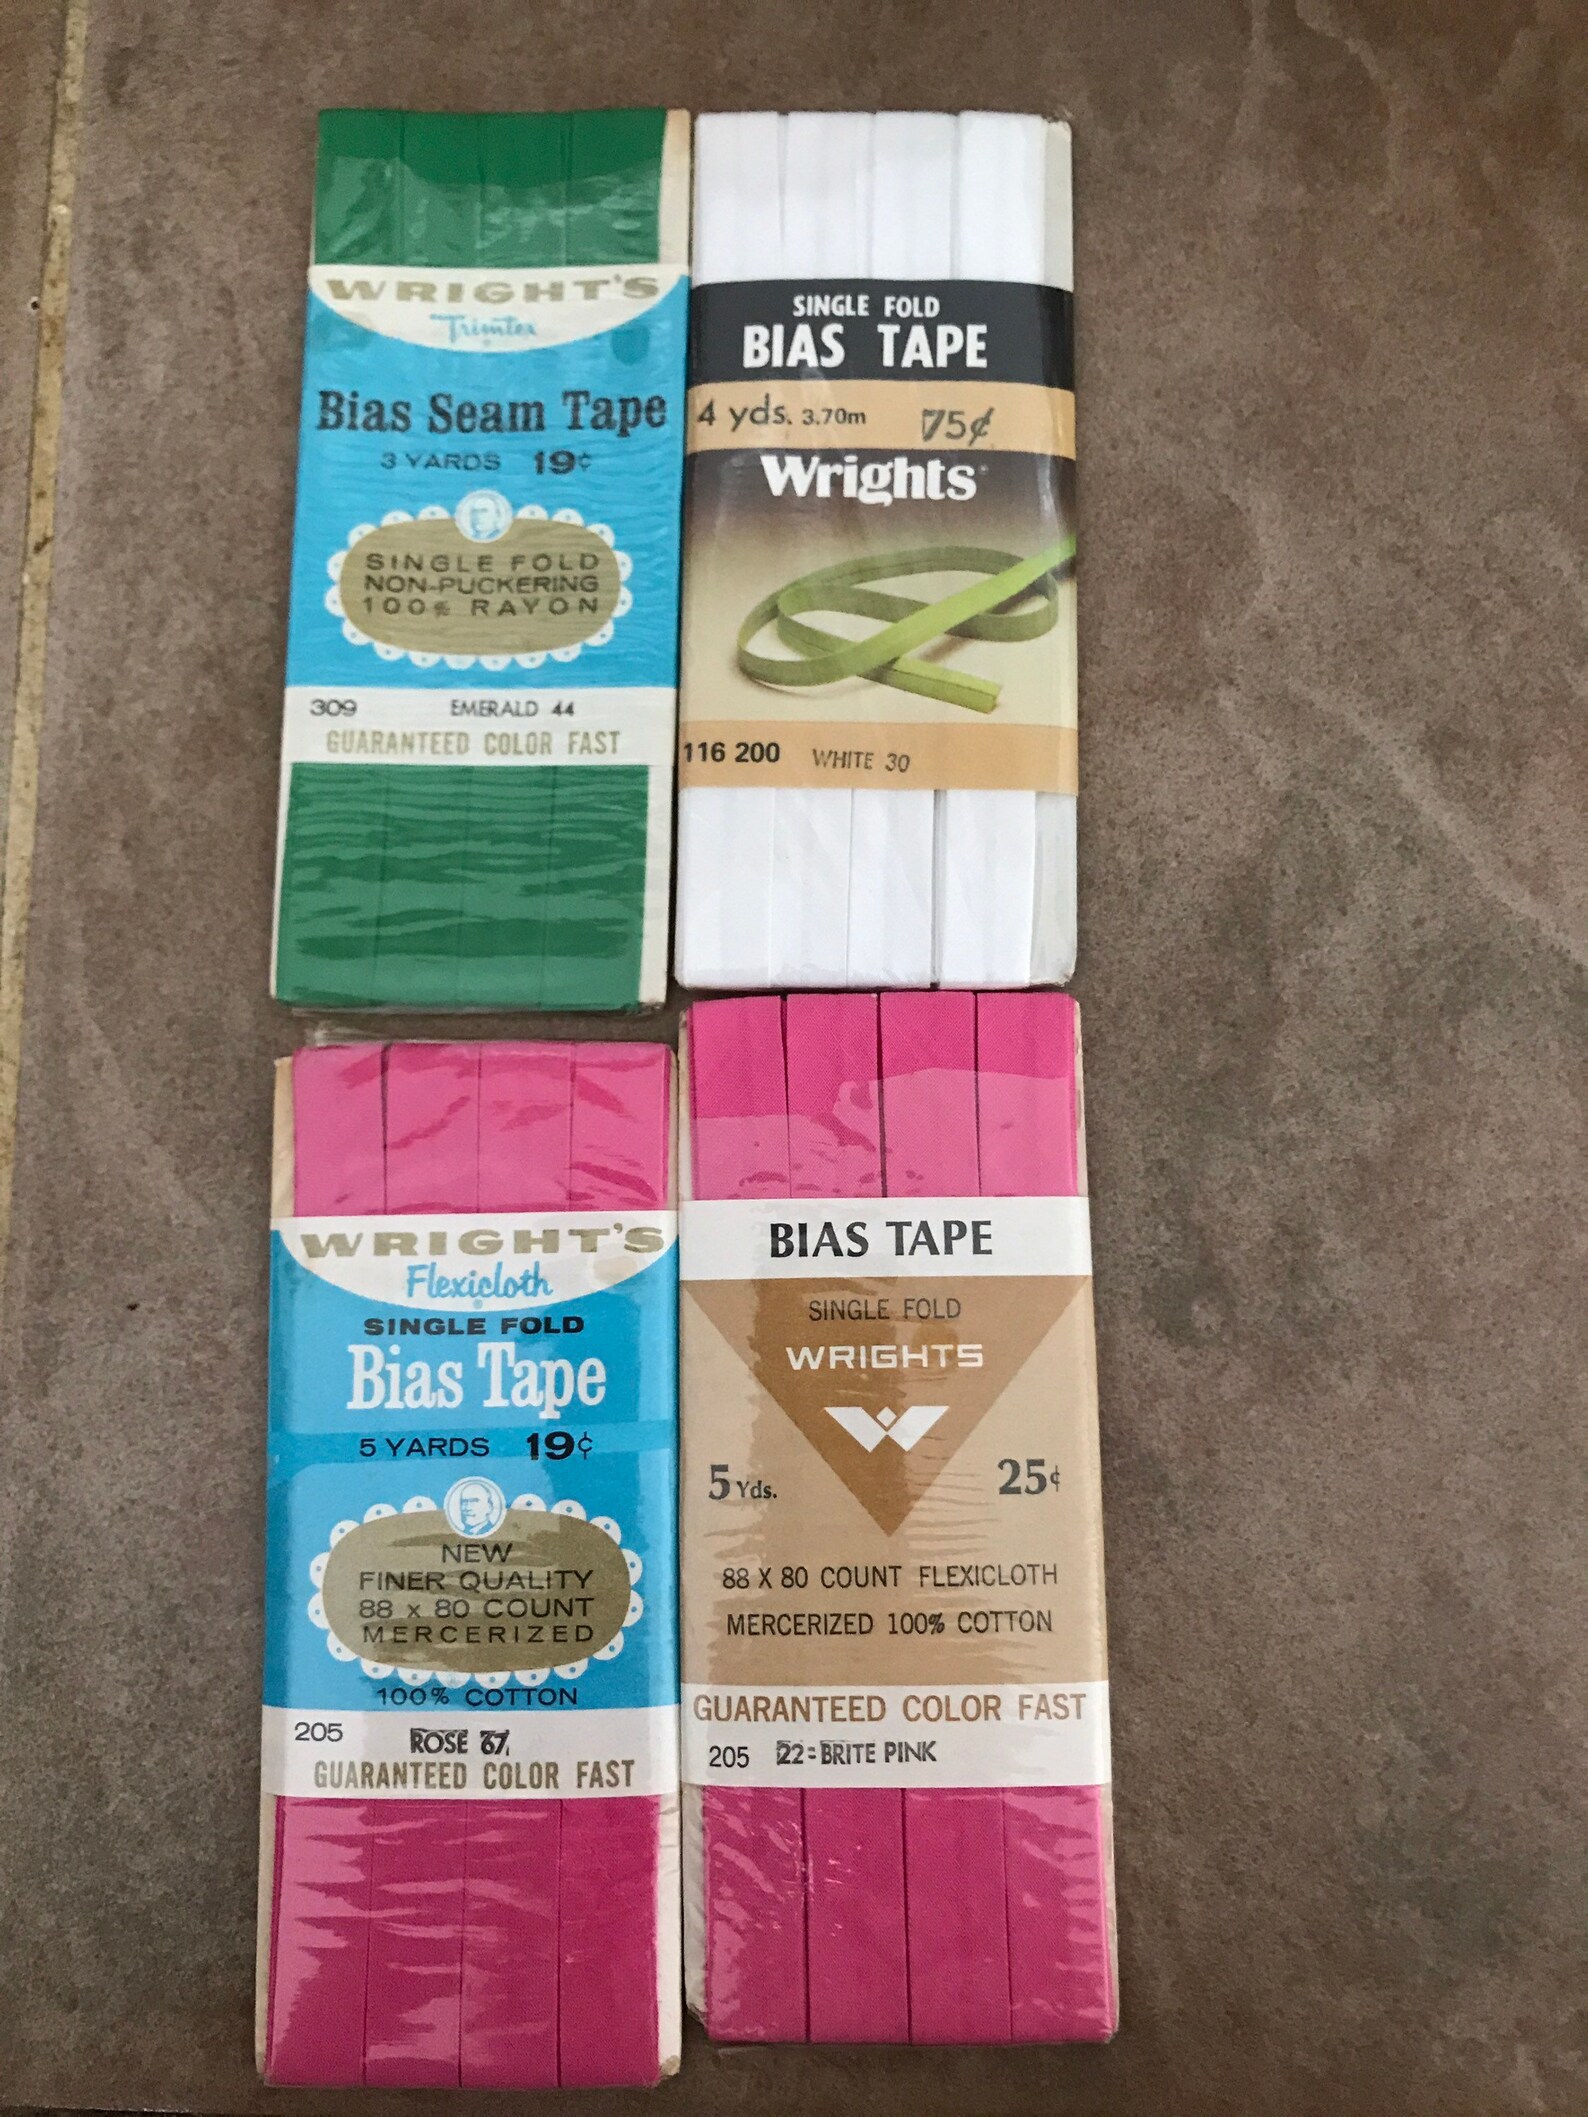 WRIGHT'S
Trimtex
Bias Seam Tape
3 YARDS 19¢
SINGLE FOLD
NON-PUCKERING
100% RAYON
309 EMERALD 44
GUARANTEED COLOR FAST
SINGLE FOLD
BIAS TAPE
4 yds. 3.70m 75¢
Wrights
116 200 WHITE 30
WRIGHT'S
Flexicloth
SINGLE FOLD
Bias Tape
5 YARDS 19¢
NEW
FINER QUALITY
88 x 80 COUNT
MERCERIZED
100% COTTON
205 ROSE 67
GUARANTEED COLOR FAST
BIAS TAPE
SINGLE FOLD
WRIGHTS
W
5 Yds. 25¢
88 X 80 COUNT FLEXICLOTH
MERCERIZED 100% COTTON
GUARANTEED COLOR FAST
205 22=BRITE PINK